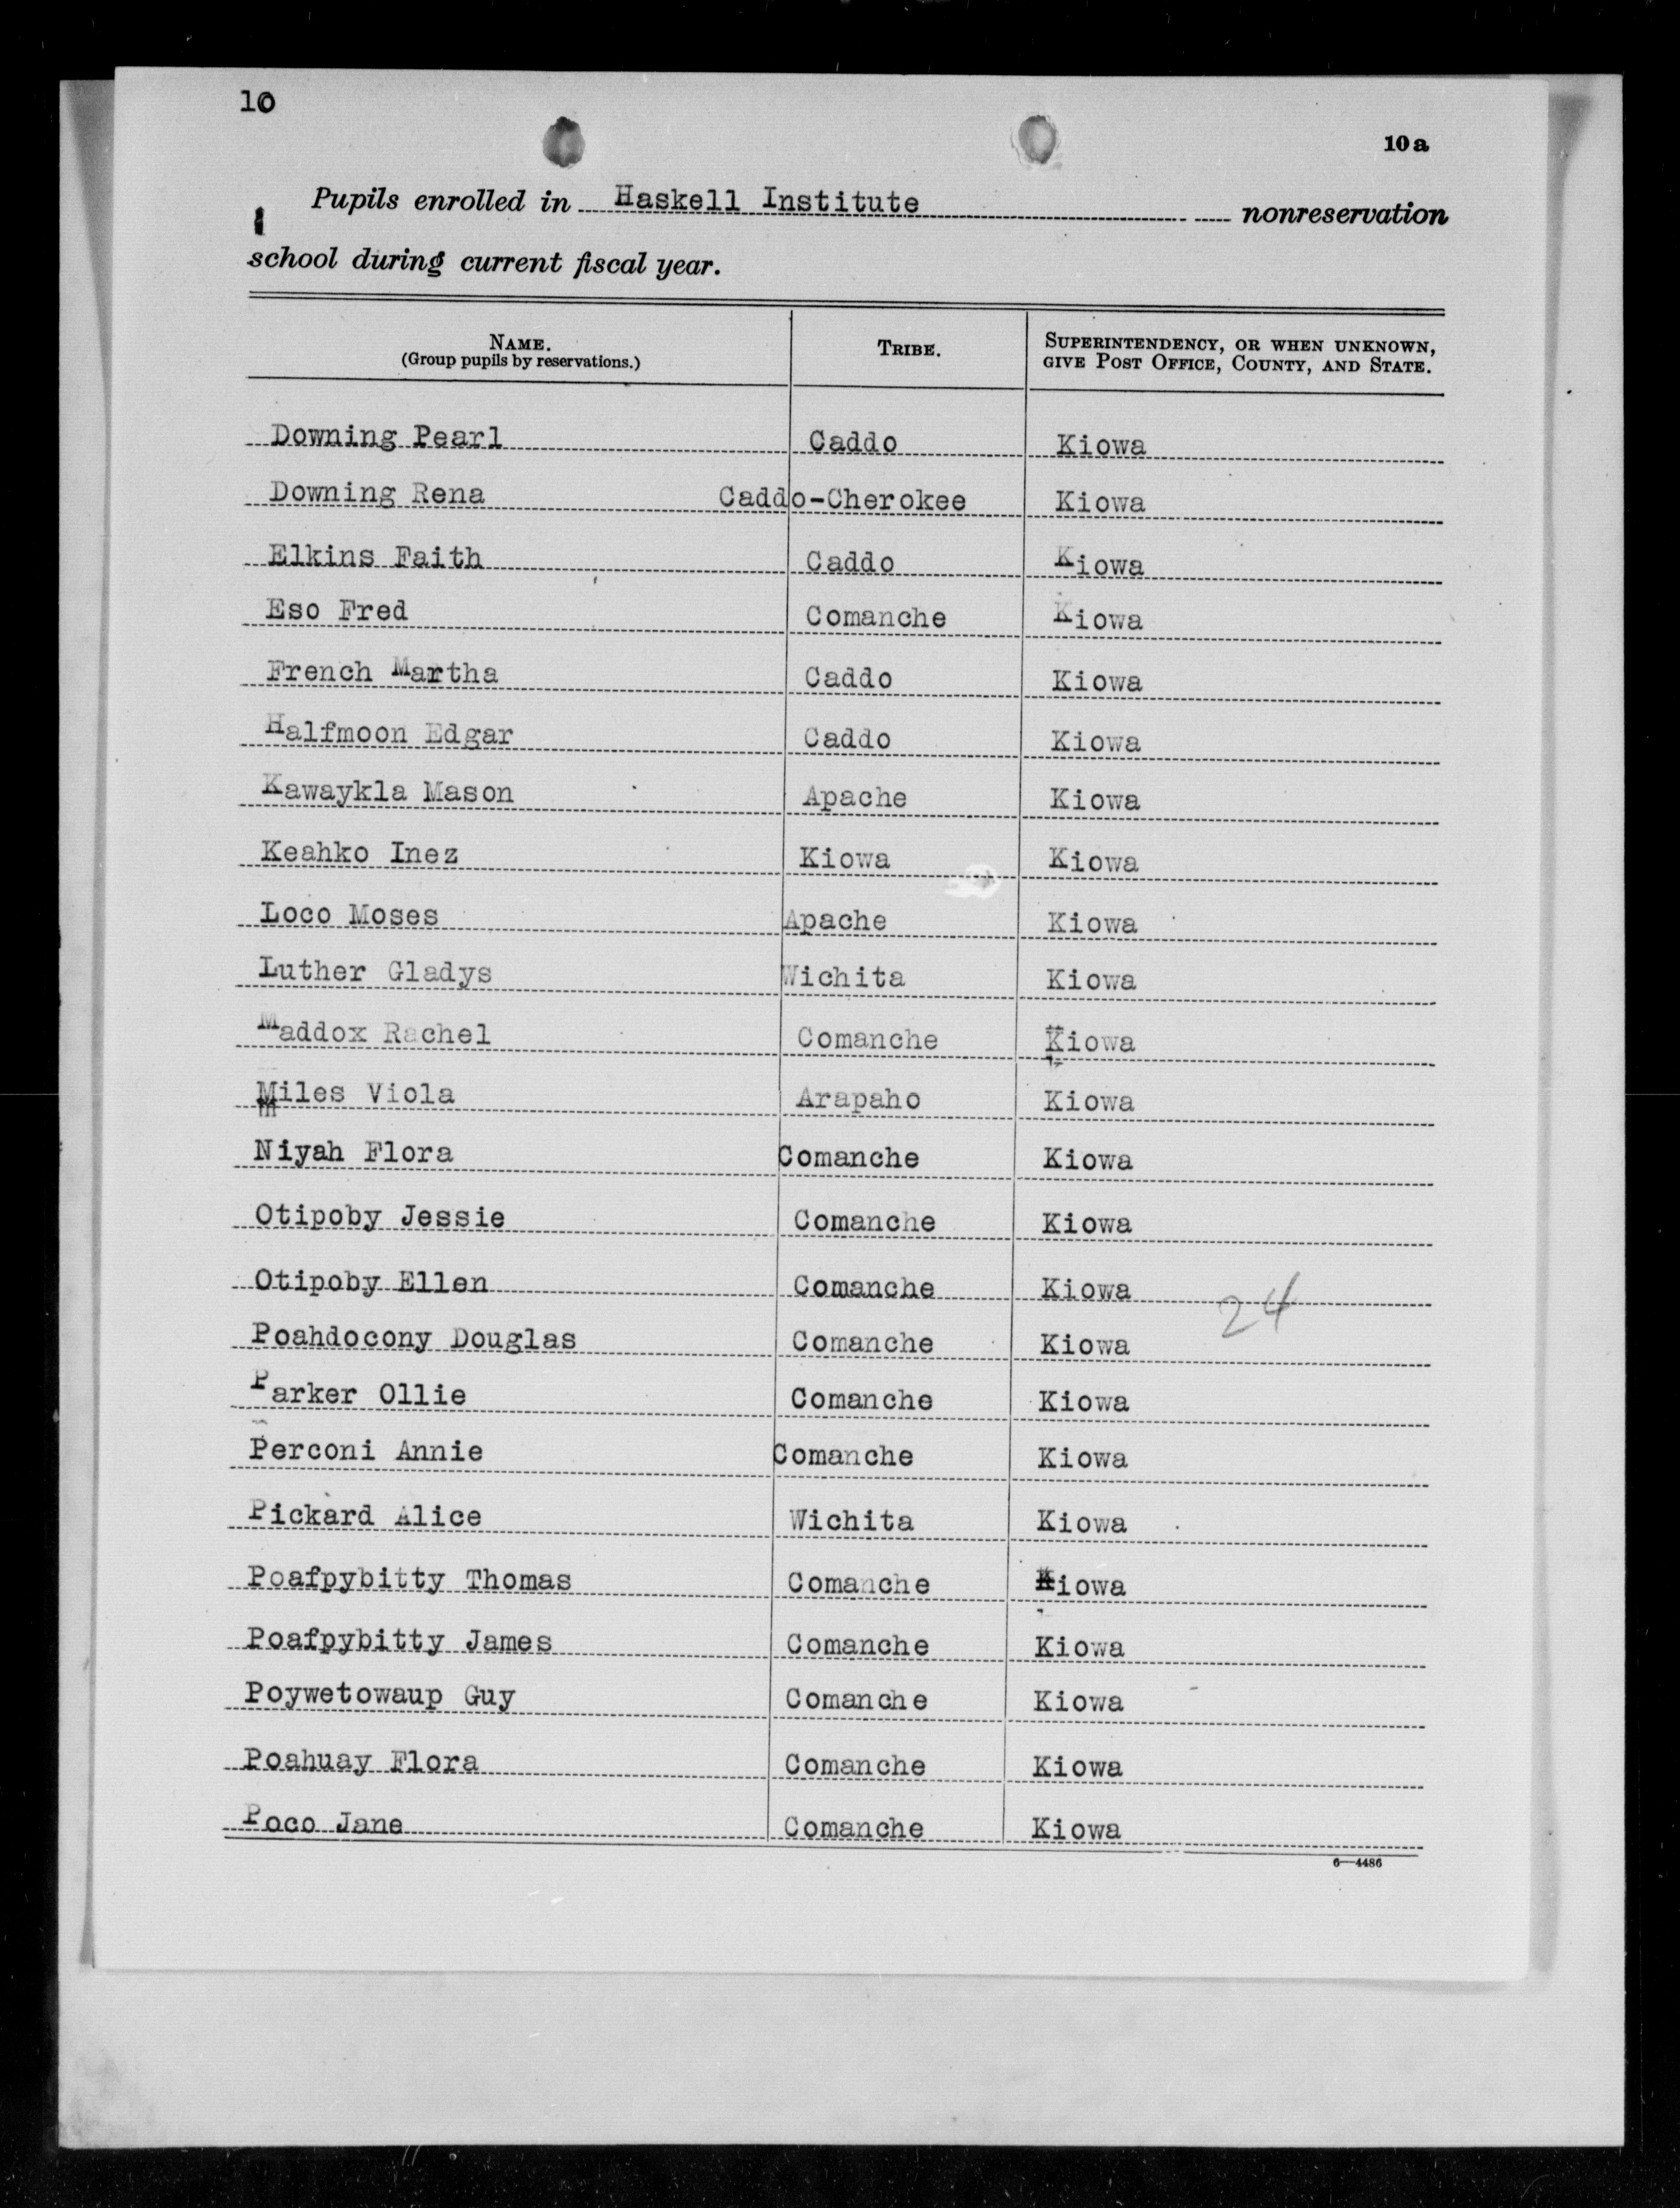 10
10 a
Pupils enrolled in Haskell Institute nonreservation
school during current fiscal year.
NAME. TRIBE. SUPERINTENDENCY, OR WHEN UNKNOWN,
(Group pupils by reservations.) GIVE POST OFFICE, COUNTY, AND STATE.
Downing Pearl Caddo Kiowa
Downing Rena Caddo-Cherokee Kiowa
Elkins Faith Caddo Kiowa
Eso Fred Comanche Kiowa
French Martha Caddo Kiowa
Halfmoon Edgar Caddo Kiowa
Kawaykla Mason Apache Kiowa
Keahko Inez Kiowa Kiowa
Loco Moses Apache Kiowa
Luther Gladys Wichita Kiowa
Maddox Rachel Comanche Kiowa
Miles Viola Arapaho Kiowa
Niyah Flora Comanche Kiowa
Otipoby Jessie Comanche Kiowa
Otipoby Ellen Comanche Kiowa 24
Poahdocony Douglas Comanche Kiowa
Parker Ollie Comanche Kiowa
Perconi Annie Comanche Kiowa
Pickard Alice Wichita Kiowa
Poafpybitty Thomas Comanche Kiowa
Poafpybitty James Comanche Kiowa
Poywetowaup Guy Comanche Kiowa
Poahuay Flora Comanche Kiowa
Poco Jane Comanche Kiowa
6—4486